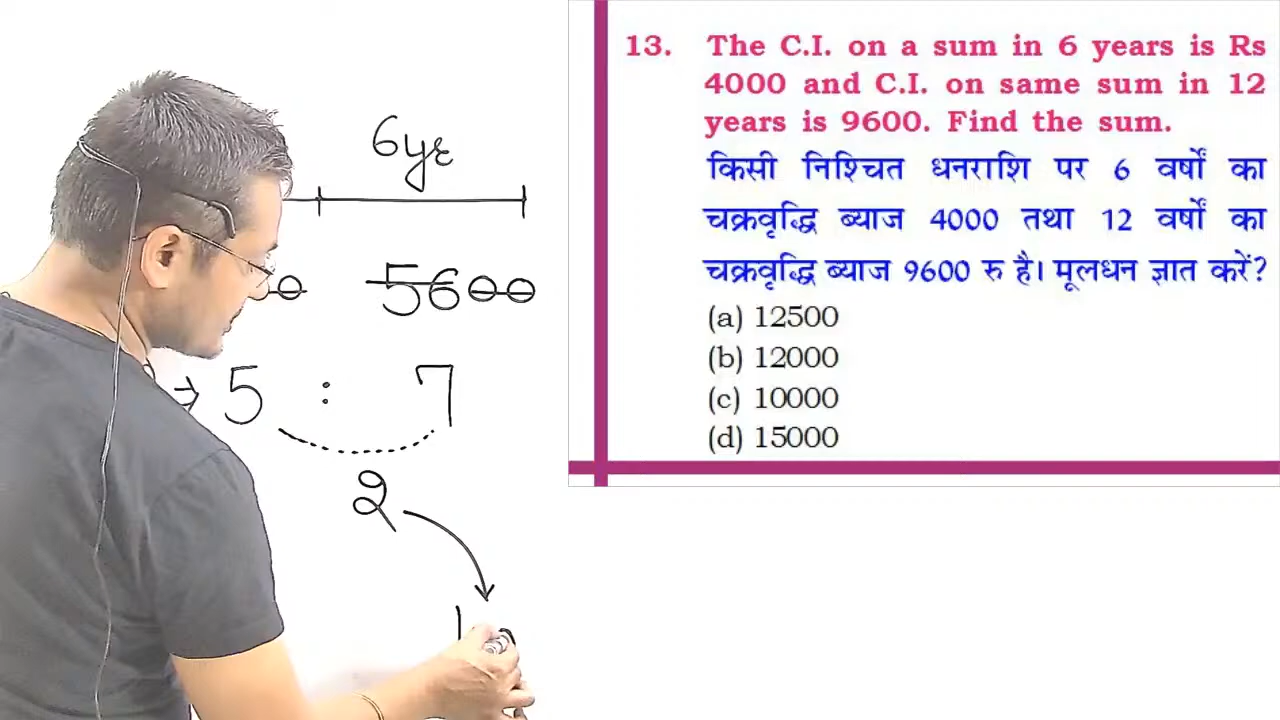 13. The C.I. on a sum in 6 years is Rs
4000 and C.I. on same sum in 12
years is 9600. Find the sum.
किसी निश्चित धनराशि पर 6 वर्षों का
चक्रवृद्धि ब्याज 4000 तथा 12 वर्षों का
चक्रवृद्धि ब्याज 9600 रु है। मूलधन ज्ञात करें?
(a) 12500
(b) 12000
(c) 10000
(d) 15000
6yr
5600
→ 5 : 7
2